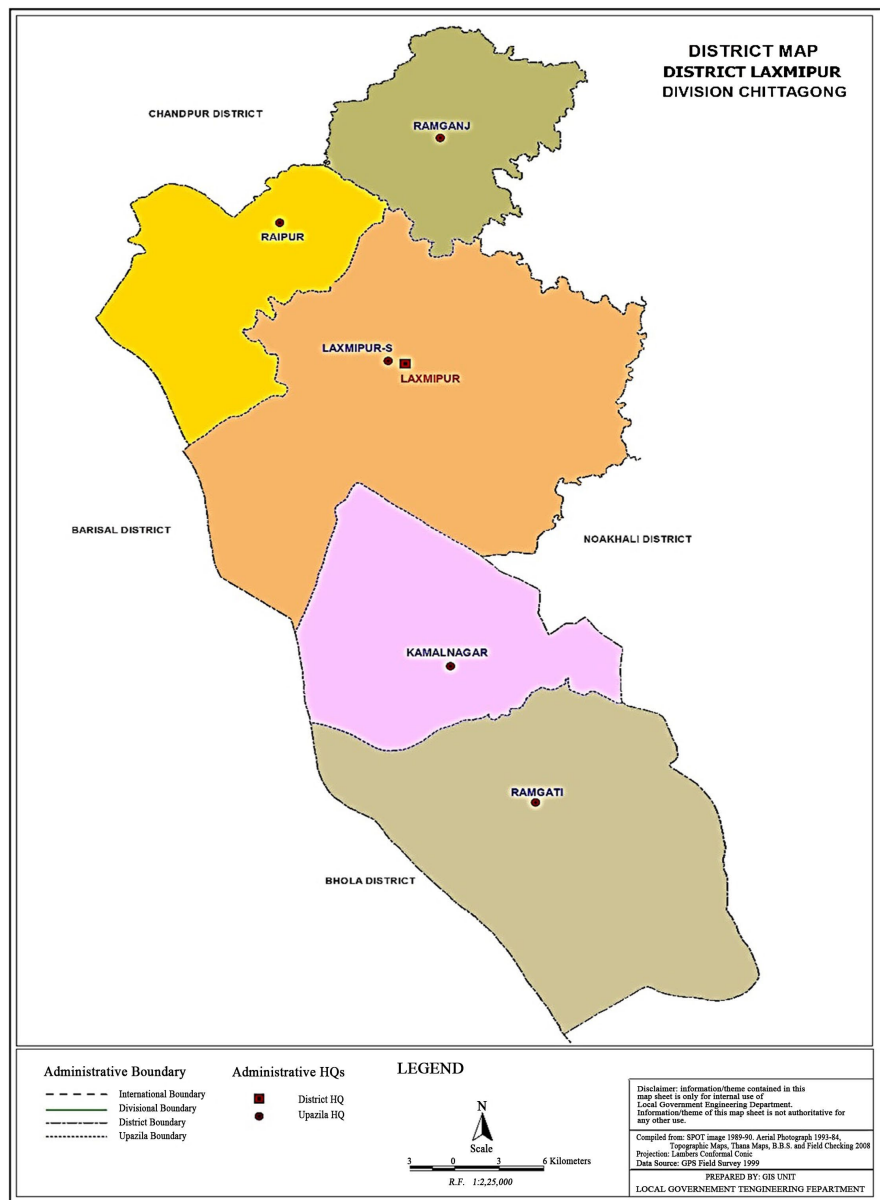 DISTRICT MAP
DISTRICT LAXMIPUR
DIVISION CHITTAGONG
CHANDPUR DISTRICT
RAMGANJ
RAIPUR
LAXMIPUR-S
LAXMIPUR
BARISAL DISTRICT
NOAKHALI DISTRICT
KAMALNAGAR
RAMGATI
BHOLA DISTRICT
LEGEND
Administrative Boundary
International Boundary
Divisional Boundary
District Boundary
Upazila Boundary
Administrative HQs
District HQ
Upazila HQ
N
Scale
3 0 3 6 Kilometers
R.F. 1:2,25,000
Disclaimer: information/theme contained in this
map sheet is only for internal use of
Local Government Engineering Department.
Information/theme of this map sheet is not authoritative for
any other use.
Compiled from: SPOT image 1989-90. Aerial Photograph 1993-84,
Topographic Maps, Thana Maps, B.B.S. and Field Checking 2008
Projection: Lambers Conformal Conic
Data Source: GPS Field Survey 1999
PREPARED BY: GIS UNIT
LOCAL GOVERNEMENT TENGINEERING FEPARTMENT